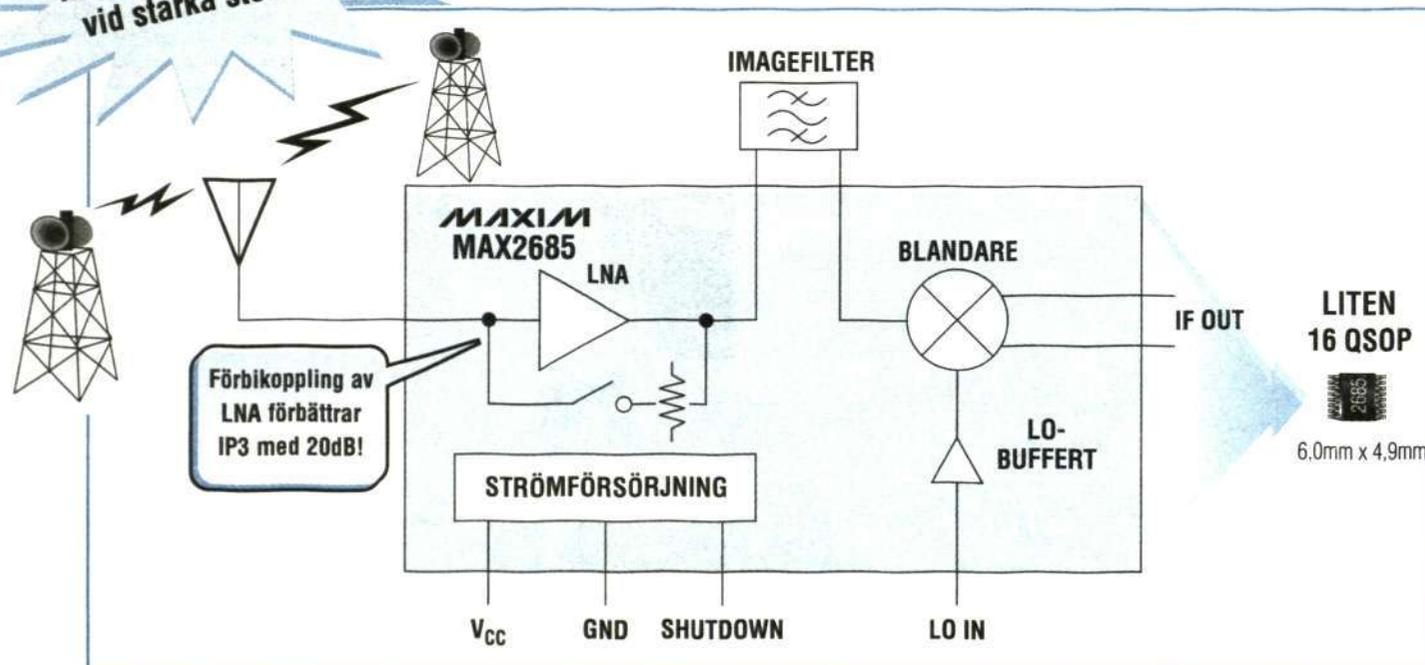 vid starka
IMAGEFILTER
MAXIM
MAX2685
LNA
BLANDARE
IF OUT
LITEN
16 QSOP
2685
6,0mm x 4,9mm
Förbikoppling av
LNA förbättrar
IP3 med 20dB!
LO-
BUFFERT
STRÖMFÖRSÖRJNING
VCC
GND
SHUTDOWN
LO IN